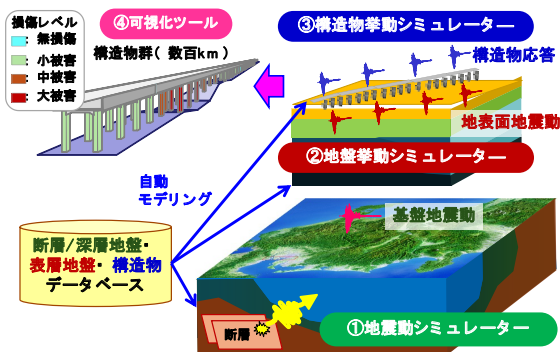 損傷レベル
：無損傷
：小被害
：中被害
：大被害
④可視化ツール
構造物群(数百km)
③構造物挙動シミュレーター
構造物応答
地表面地震動
②地盤挙動シミュレーター
自動
モデリング
基盤地震動
断層/深層地盤・
表層地盤・構造物
データベース
断層
①地震動シミュレーター